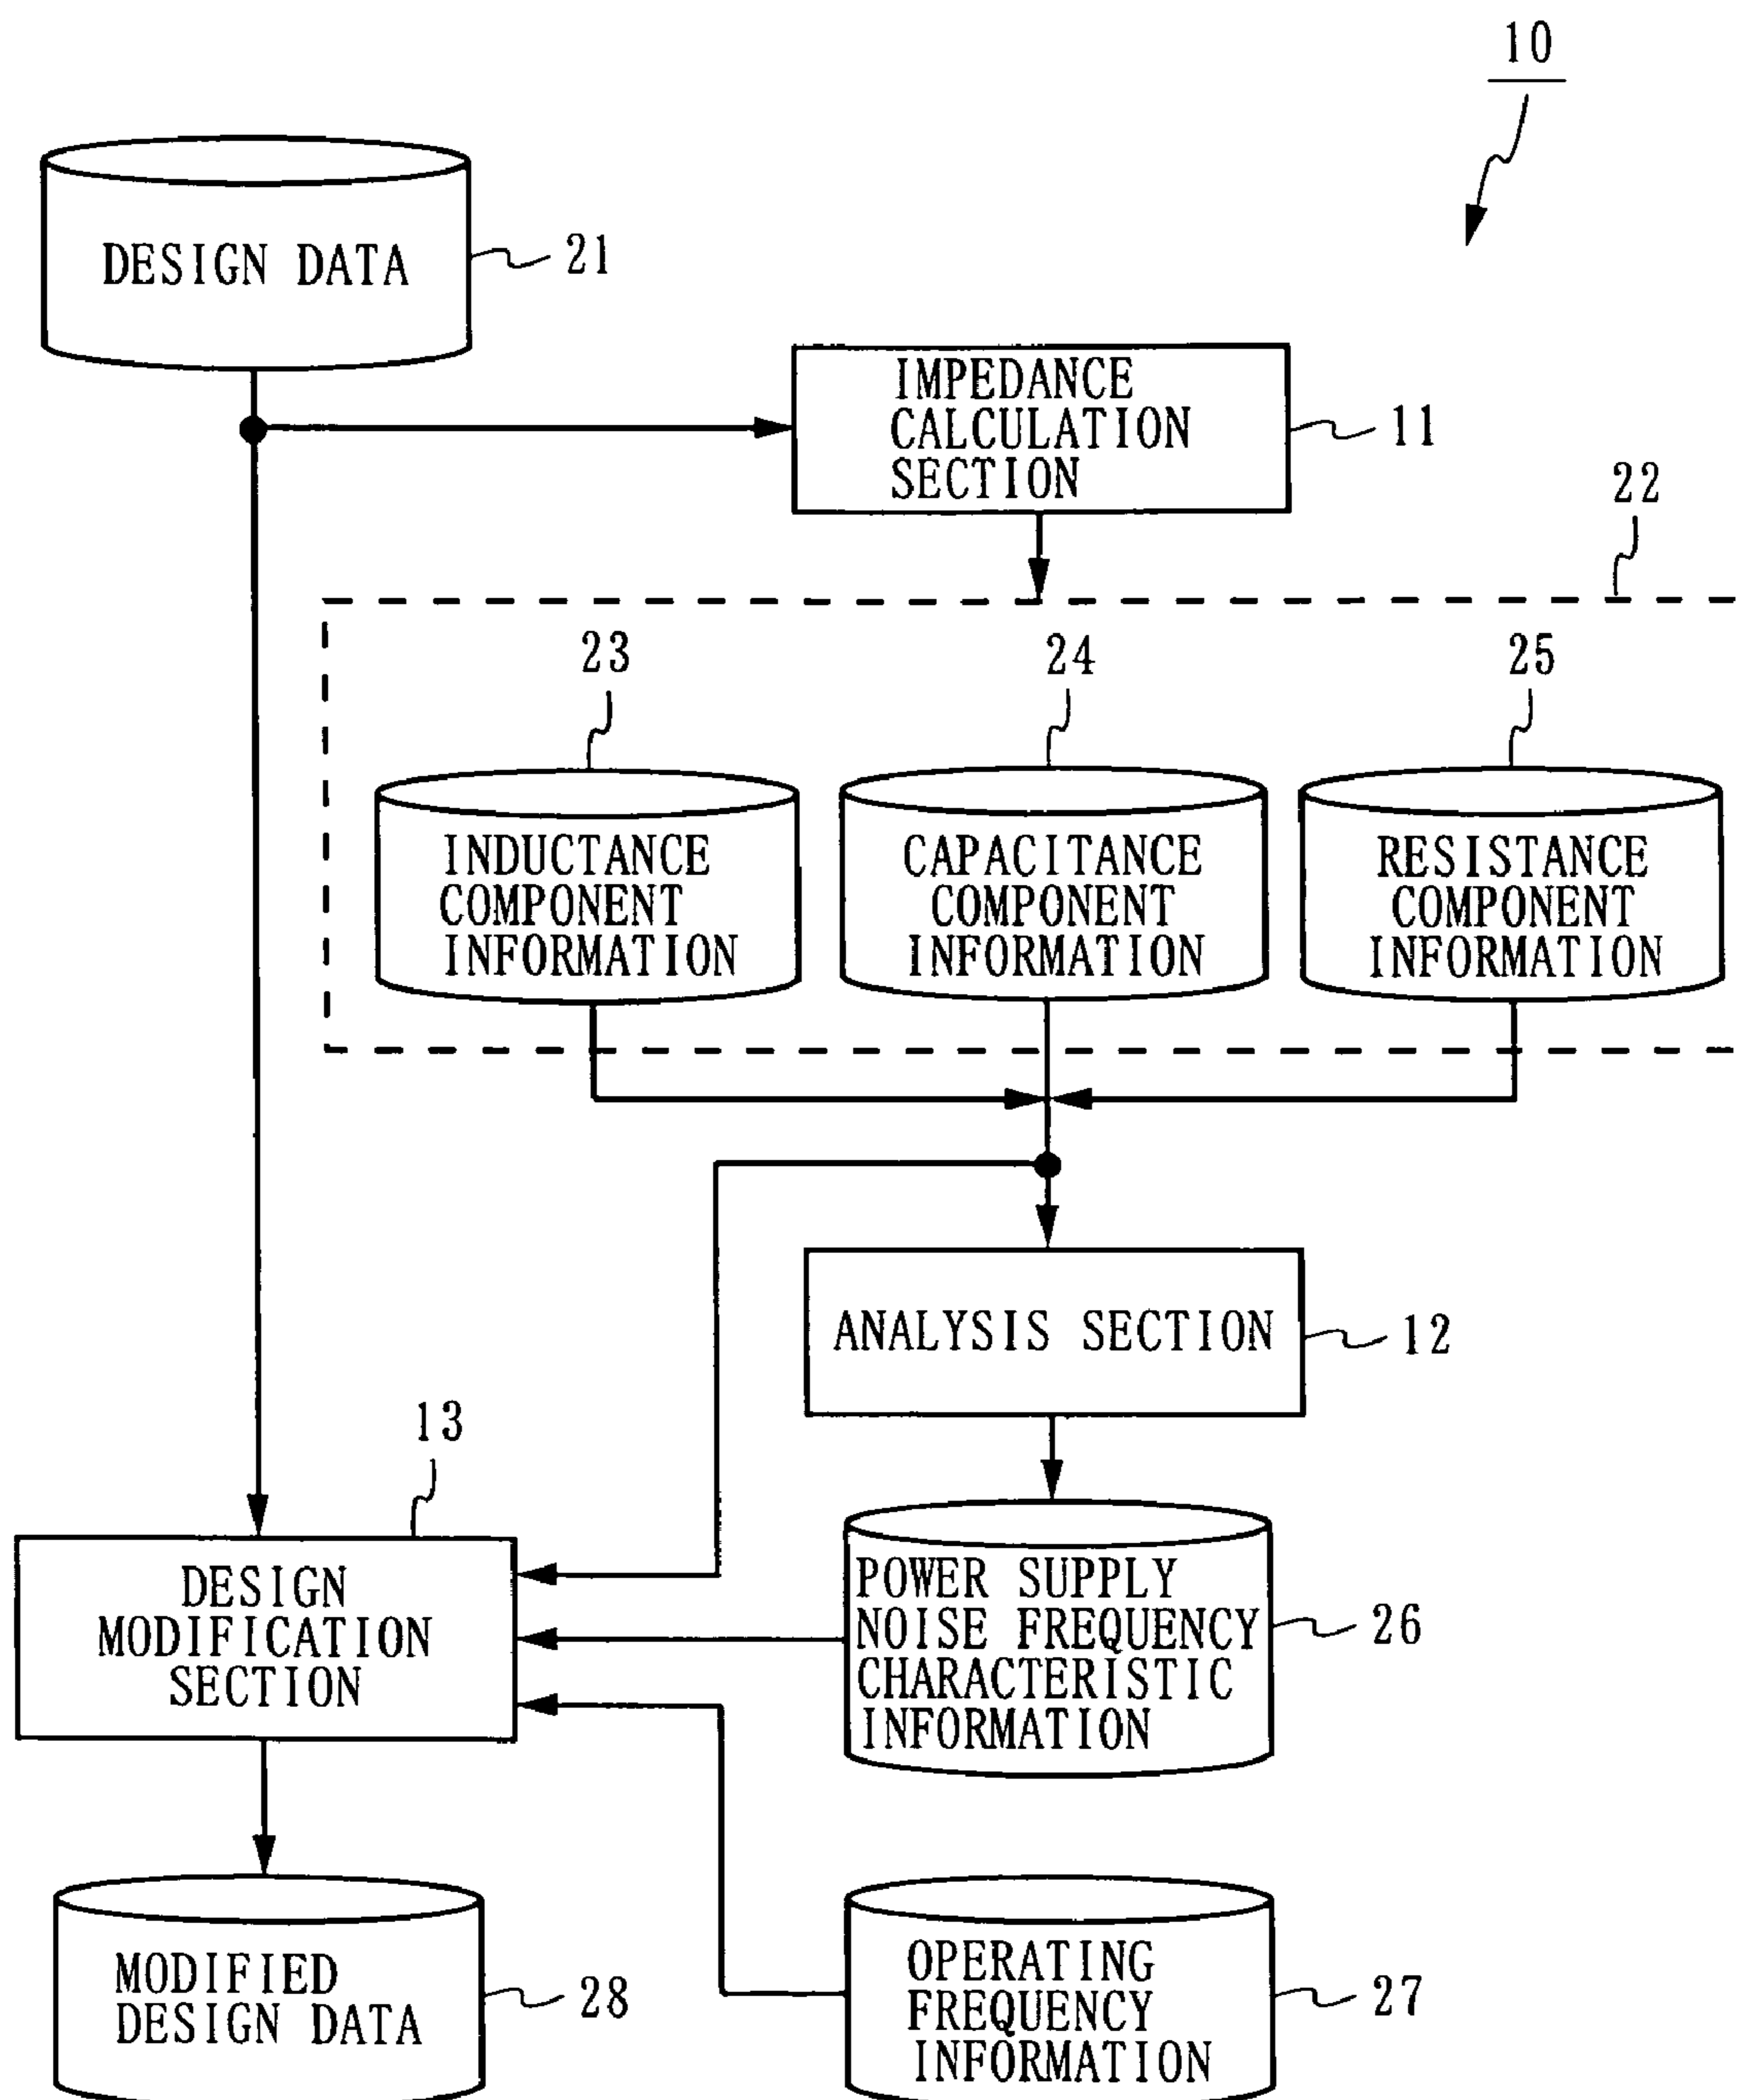 10
DESIGN DATA
21
IMPEDANCE
CALCULATION
SECTION
11
22
23
24
25
INDUCTANCE
COMPONENT
INFORMATION
CAPACITANCE
COMPONENT
INFORMATION
RESISTANCE
COMPONENT
INFORMATION
ANALYSIS SECTION
12
13
DESIGN
MODIFICATION
SECTION
POWER SUPPLY
NOISE FREQUENCY
CHARACTERISTIC
INFORMATION
26
MODIFIED
DESIGN DATA
28
OPERATING
FREQUENCY
INFORMATION
27